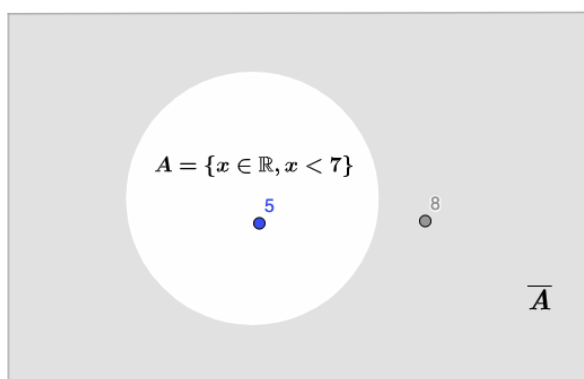 A = {x ∈ ℝ, x < 7}
5
8
A̅